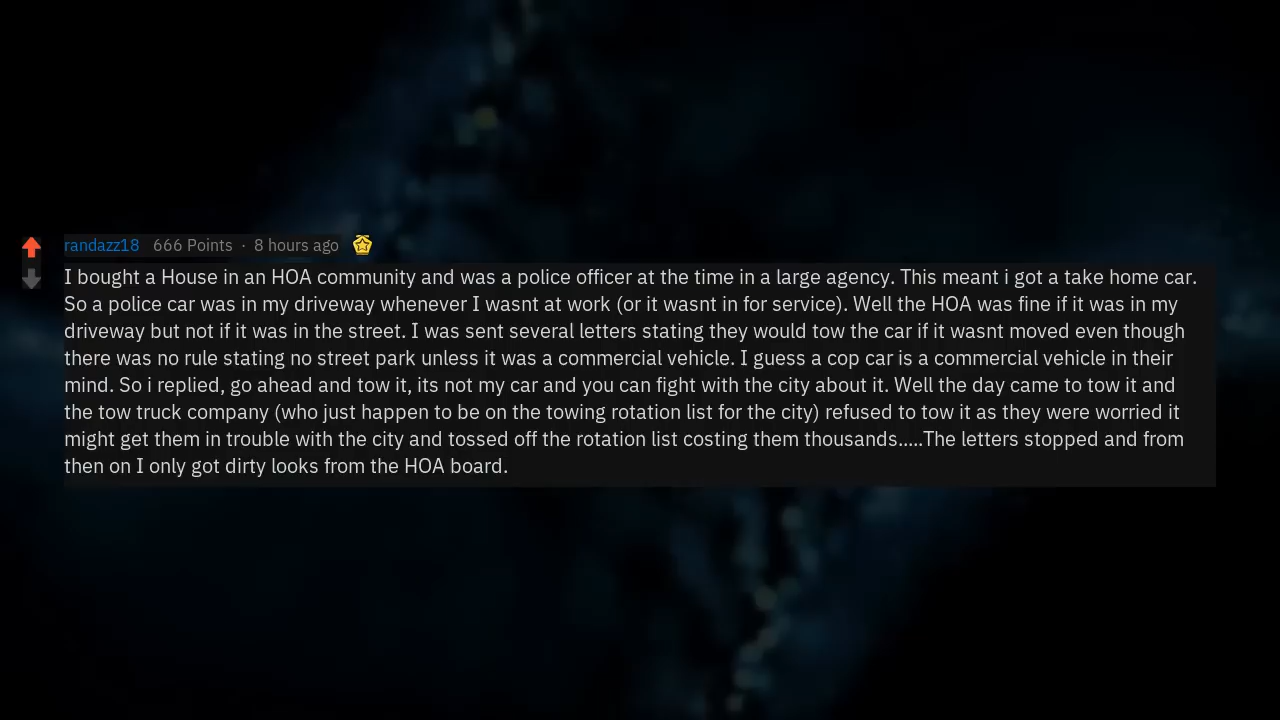 randazz18 666 Points · 8 hours ago
I bought a House in an HOA community and was a police officer at the time in a large agency. This meant i got a take home car.
So a police car was in my driveway whenever I wasnt at work (or it wasnt in for service). Well the HOA was fine if it was in my
driveway but not if it was in the street. I was sent several letters stating they would tow the car if it wasnt moved even though
there was no rule stating no street park unless it was a commercial vehicle. I guess a cop car is a commercial vehicle in their
mind. So i replied, go ahead and tow it, its not my car and you can fight with the city about it. Well the day came to tow it and
the tow truck company (who just happen to be on the towing rotation list for the city) refused to tow it as they were worried it
might get them in trouble with the city and tossed off the rotation list costing them thousands.....The letters stopped and from
then on I only got dirty looks from the HOA board.